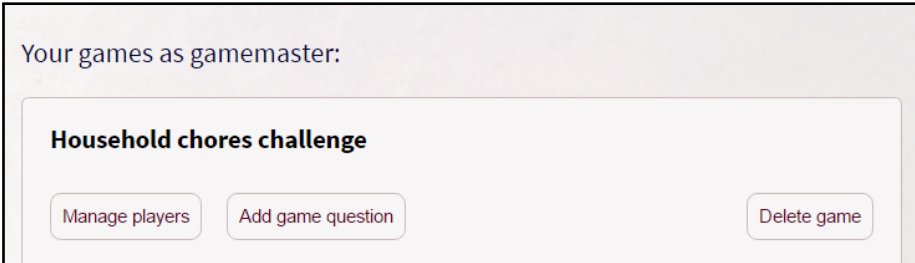 Your games as gamemaster:
Household chores challenge
Manage players Add game question Delete game